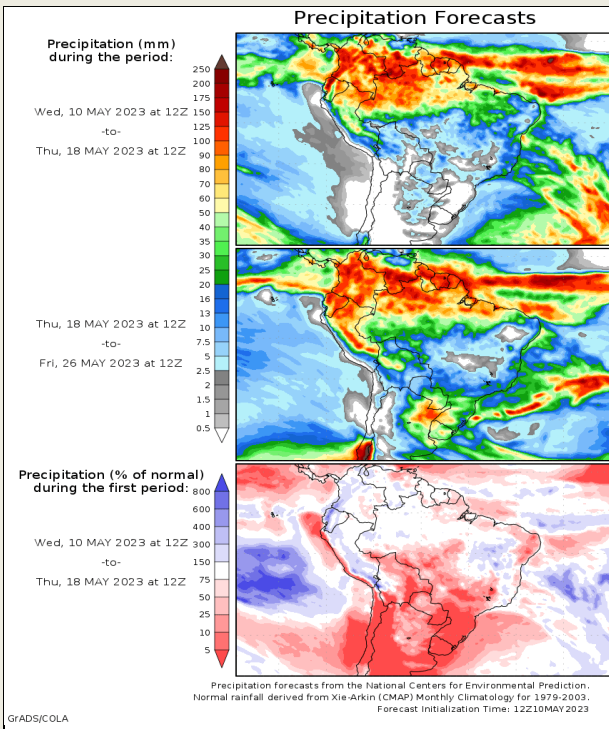 Precipitation Forecasts
Precipitation (mm)
during the period:
250
200
175
150
125
100
90
80
70
60
50
40
35
30
25
20
16
13
10
7.5
5
2.5
2
1.5
1
0.5
Wed, 10 MAY 2023 at 12Z
-to-
Thu, 18 MAY 2023 at 12Z
Thu, 18 MAY 2023 at 12Z
-to-
Fri, 26 MAY 2023 at 12Z
Precipitation (% of normal)
during the first period:
800
600
400
300
150
75
50
25
10
5
Wed, 10 MAY 2023 at 12Z
-to-
Thu, 18 MAY 2023 at 12Z
Precipitation forecasts from the National Centers for Environmental Prediction.
Normal rainfall derived from Xie-Arkin (CMAP) Monthly Climatology for 1979-2003.
Forecast Initialization Time: 12Z10MAY2023
GrADS/COLA